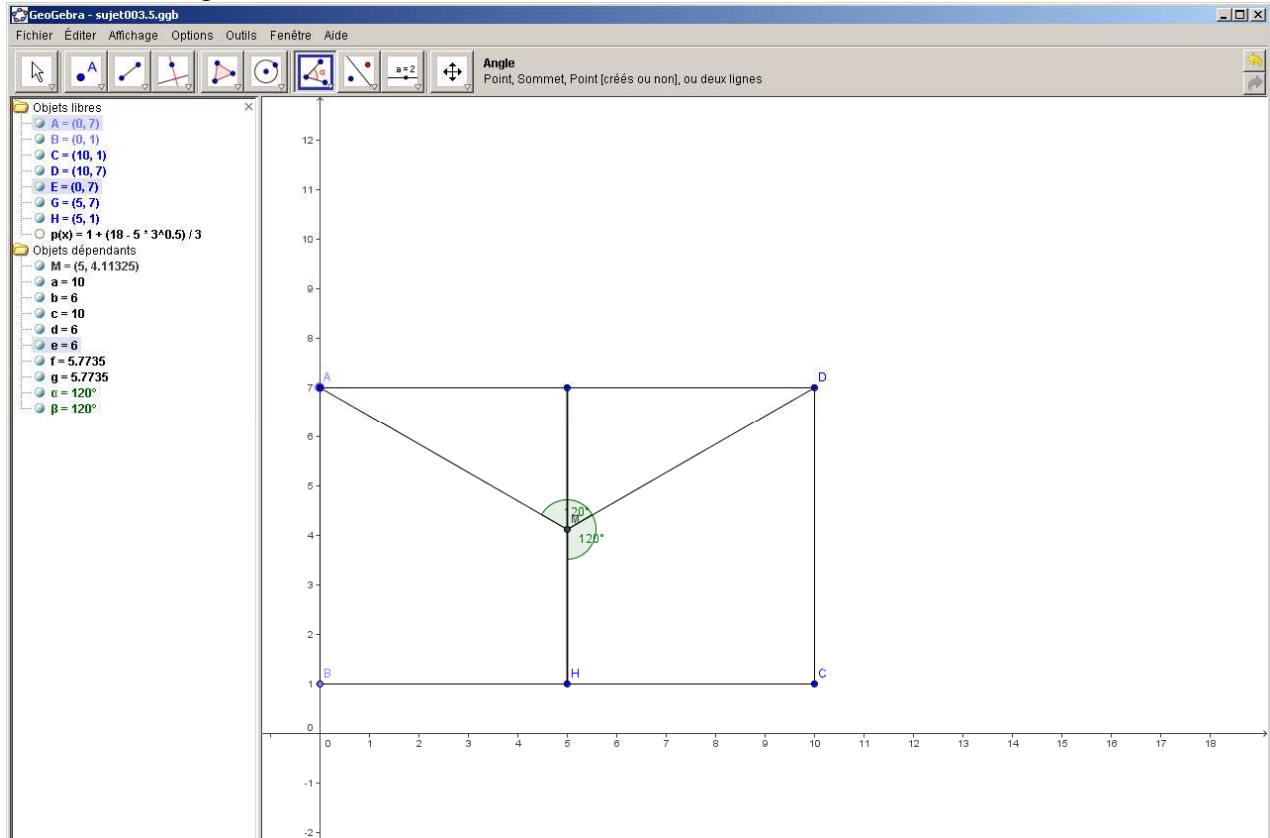 GeoGebra - sujet003.5.ggb
Fichier Éditer Affichage Options Outils Fenêtre Aide
A
α
a = 2
Angle
Point, Sommet, Point [créés ou non], ou deux lignes
Objets libres
A = (0, 7)
B = (0, 1)
C = (10, 1)
D = (10, 7)
E = (0, 7)
G = (5, 7)
H = (5, 1)
p(x) = 1 + (18 - 5 * 3^0.5) / 3
Objets dépendants
M = (5, 4.11325)
a = 10
b = 6
c = 10
d = 6
e = 6
f = 5.7735
g = 5.7735
α = 120°
β = 120°
12
11
10
9
8
7
6
5
4
3
2
1
0
-1
-2
A
D
120°
M
120°
B
H
C
0 1 2 3 4 5 6 7 8 9 10 11 12 13 14 15 16 17 18